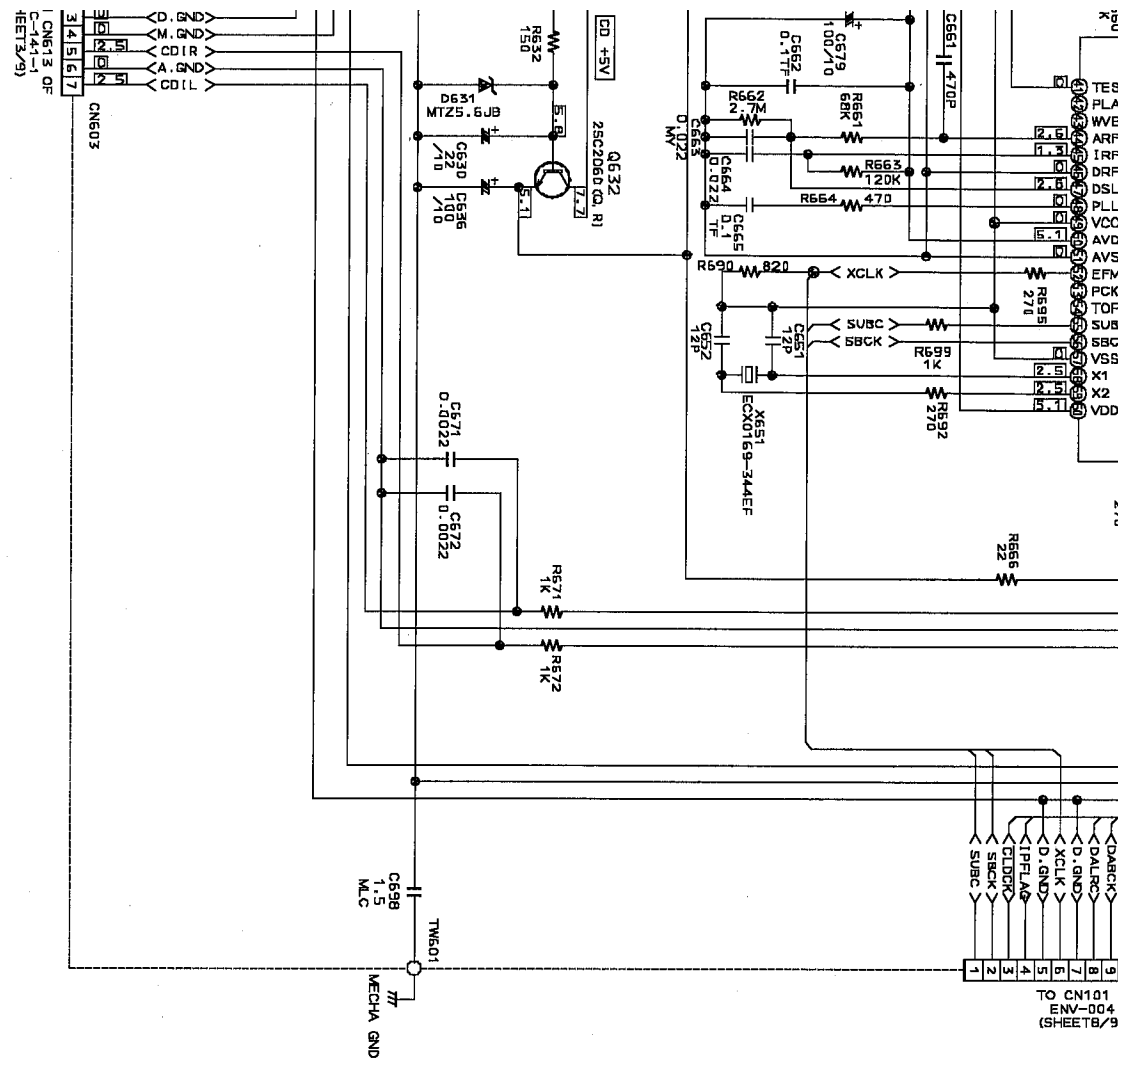 3
4
5
6
7
0
2.5
0
2.5
D.GND
M.GND
CDIR
A.GND
CDIL
CN613 OF
C-141-1
HEET3/9)
CN603
R632
150
CD +5V
D631
MTZ5.6JB
C630
22
/10
C636
100
/10
5.1
7.7
2SC2060(Q,R)
Q632
C662
0.1TF
C679
100/10
C661
470P
R662
2.7M
R661
68K
C663
0.022
MY
C664
0.022
C665
0.1
TF
R663
120K
R664
470
R690
820
XCLK
R695
270
SUBC
SBCK
R699
1K
C652
12P
C651
12P
X651
ECX0169-344EF
R692
270
0
TES
PLA
2.6
ARF
1.3
IRF
0
DRF
2.6
DSL
PLL
0
VCO
5.1
AVD
0
AVS
EFM
PCK
TOF
SUB
SBC
0
VSS
2.5
X1
2.5
X2
5.1
VDD
C671
0.0022
C672
0.0022
R671
1K
R672
1K
R666
22
C698
1.5
MLC
TW601
MECHA GND
SUBC
SBCK
CLDCK
IPFLAG
D.GND
XCLK
D.GND
DALRC
DABCK
1
2
3
4
5
6
7
8
9
TO CN101
ENV-004
(SHEET8/9